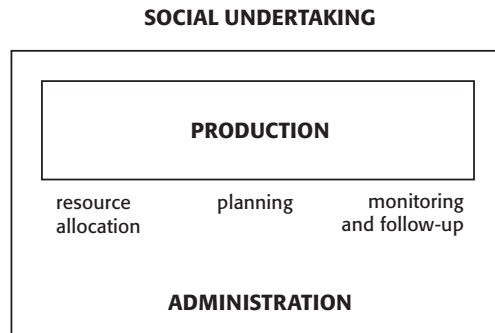 SOCIAL UNDERTAKING
PRODUCTION
resource allocation
planning
monitoring and follow-up
ADMINISTRATION